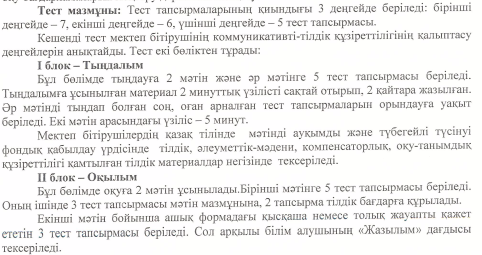 Тест мазмұны: Тест тапсырмаларының қиындығы 3 деңгейде беріледі: бірінші
деңгейде – 7, екінші деңгейде – 6, үшінші деңгейде – 5 тест тапсырмасы.
Кешенді тест мектеп бітірушінің коммуникативті-тілдік құзіреттілігінің қалыптасу
деңгейлерін анықтайды. Тест екі бөліктен тұрады:
I блок – Тыңдалым
Бұл бөлімде тыңдауға 2 мәтін және әр мәтінге 5 тест тапсырмасы беріледі.
Тыңдалымға ұсынылған материал 2 минуттық үзілісті сақтай отырып, 2 қайтара жазылған.
Әр мәтінді тыңдап болған соң, оған арналған тест тапсырмаларын орындауға уақыт
беріледі. Екі мәтін арасындағы үзіліс – 5 минут.
Мектеп бітірушілердің қазақ тілінде мәтінді ауқымды және түбегейлі түсінуі
фондық қабылдау үрдісінде тілдік, әлеуметтік-мәдени, компенсаторлық, оқу-танымдық
құзіреттілігі қамтылған тілдік материалдар негізінде тексеріледі.
II блок – Оқылым
Бұл бөлімде оқуға 2 мәтін ұсынылады.Бірінші мәтінге 5 тест тапсырмасы беріледі.
Оның ішінде 3 тест тапсырмасы мәтін мазмұнына, 2 тапсырма тілдік бағдарға құрылады.
Екінші мәтін бойынша ашық формадағы қысқаша немесе толық жауапты қажет
ететін 3 тест тапсырмасы беріледі. Сол арқылы білім алушының «Жазылым» дағдысы
тексеріледі.